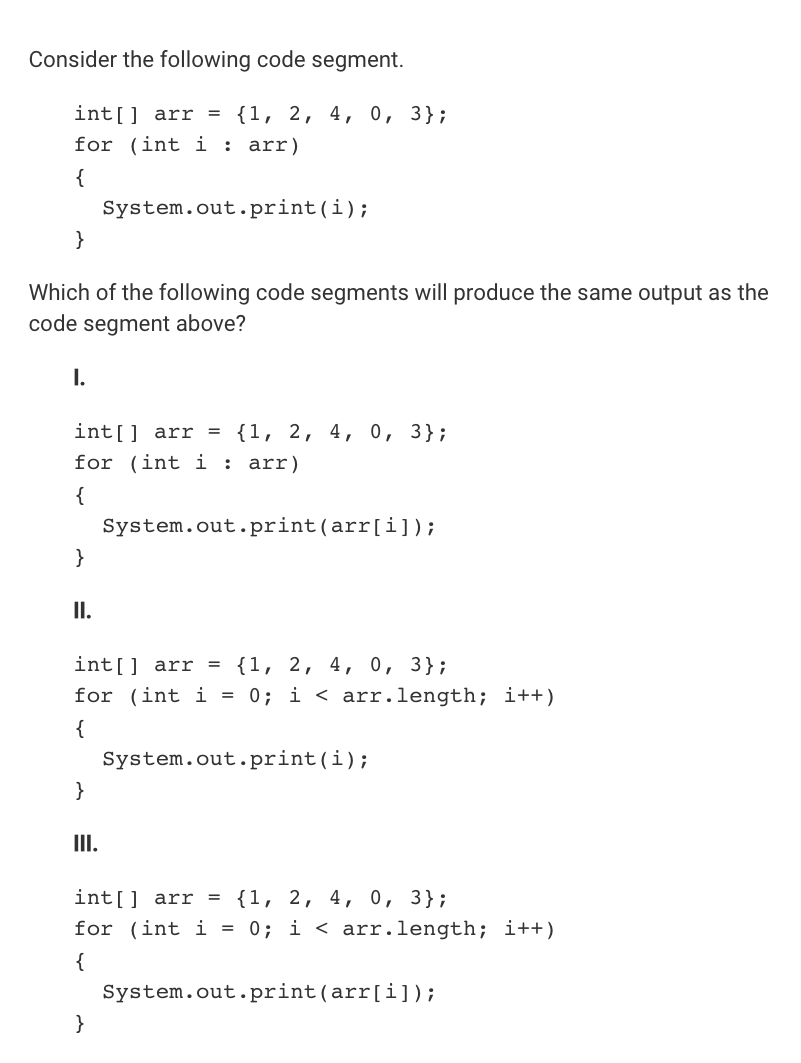 Consider the following code segment.
int[] arr = {1, 2, 4, 0, 3};
for (int i : arr)
{
System.out.print(i);
}
Which of the following code segments will produce the same output as the
code segment above?
I.
int[] arr = {1, 2, 4, 0, 3};
for (int i : arr)
{
System.out.print(arr[i]);
}
II.
int[] arr = {1, 2, 4, 0, 3};
for (int i = 0; i < arr.length; i++)
{
System.out.print(i);
}
III.
int[] arr = {1, 2, 4, 0, 3};
for (int i = 0; i < arr.length; i++)
{
System.out.print(arr[i]);
}